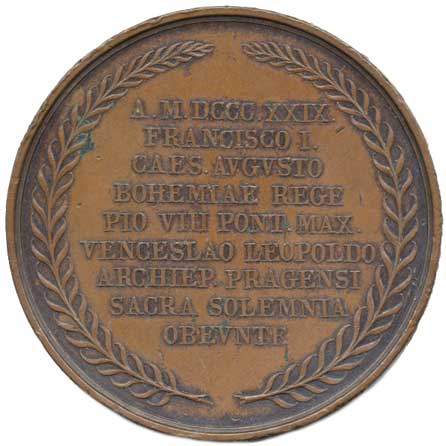 A. M DCCC.XXIX.
FRANCISCO I.
CAES. AVGVSTO
BOHEMIAE REGE
PIO VIII PONT. MAX.
VENCESLAO LEOPOLDO
ARCHIEP. PRAGENSI
SACRA SOLEMNIA
OBEVNTE